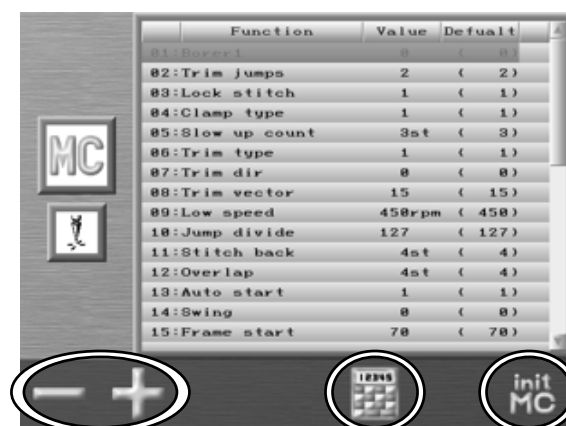 Function Value Defualt
01:Borer1 0 ( 0)
02:Trim jumps 2 ( 2)
03:Lock stitch 1 ( 1)
04:Clamp type 1 ( 1)
05:Slow up count 3st ( 3)
06:Trim type 1 ( 1)
07:Trim dir 0 ( 0)
08:Trim vector 15 ( 15)
09:Low speed 450rpm ( 450)
10:Jump divide 127 ( 127)
11:Stitch back 4st ( 4)
12:Overlap 4st ( 4)
13:Auto start 1 ( 1)
14:Swing 0 ( 0)
15:Frame start 70 ( 70)
MC
− +
12345
init
MC